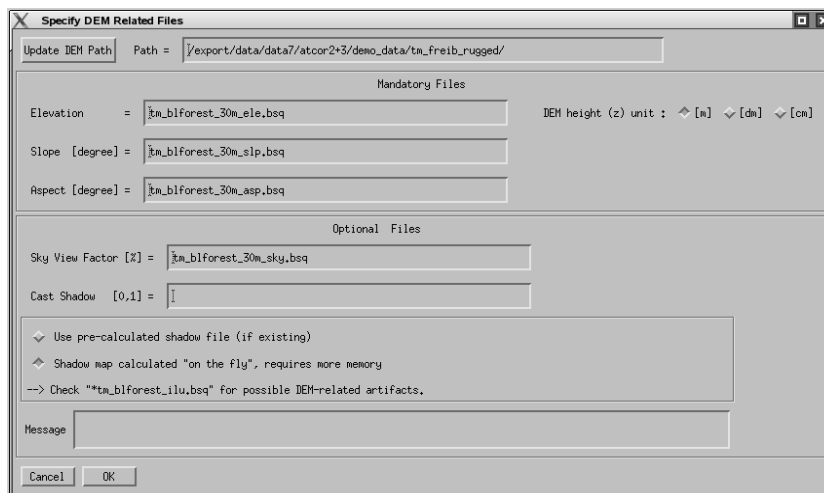 Specify DEM Related Files
Update DEM Path Path = /export/data/data7/atcor2+3/demo_data/tm_freib_rugged/
Mandatory Files
Elevation = tm_blforest_30m_ele.bsq DEM height (z) unit : [m] [dm] [cm]
Slope [degree] = tm_blforest_30m_slp.bsq
Aspect [degree] = tm_blforest_30m_asp.bsq
Optional Files
Sky View Factor [%] = tm_blforest_30m_sky.bsq
Cast Shadow [0,1] =
Use pre-calculated shadow file (if existing)
Shadow map calculated "on the fly", requires more memory
--> Check "*tm_blforest_ilu.bsq" for possible DEM-related artifacts.
Message
Cancel OK